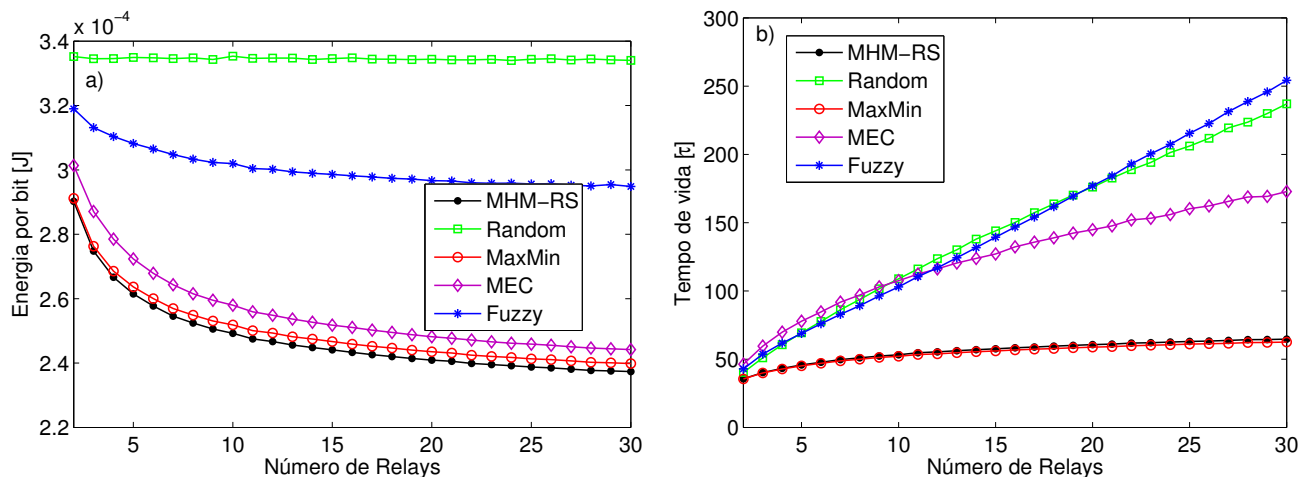 x 10⁻⁴
3.4
3.2
3
2.8
2.6
2.4
2.2
Energia por bit [J]
a)
MHM−RS
Random
MaxMin
MEC
Fuzzy
5
10
15
20
25
30
Número de Relays
300
250
200
150
100
50
0
Tempo de vida [τ]
b)
MHM−RS
Random
MaxMin
MEC
Fuzzy
5
10
15
20
25
30
Número de Relays